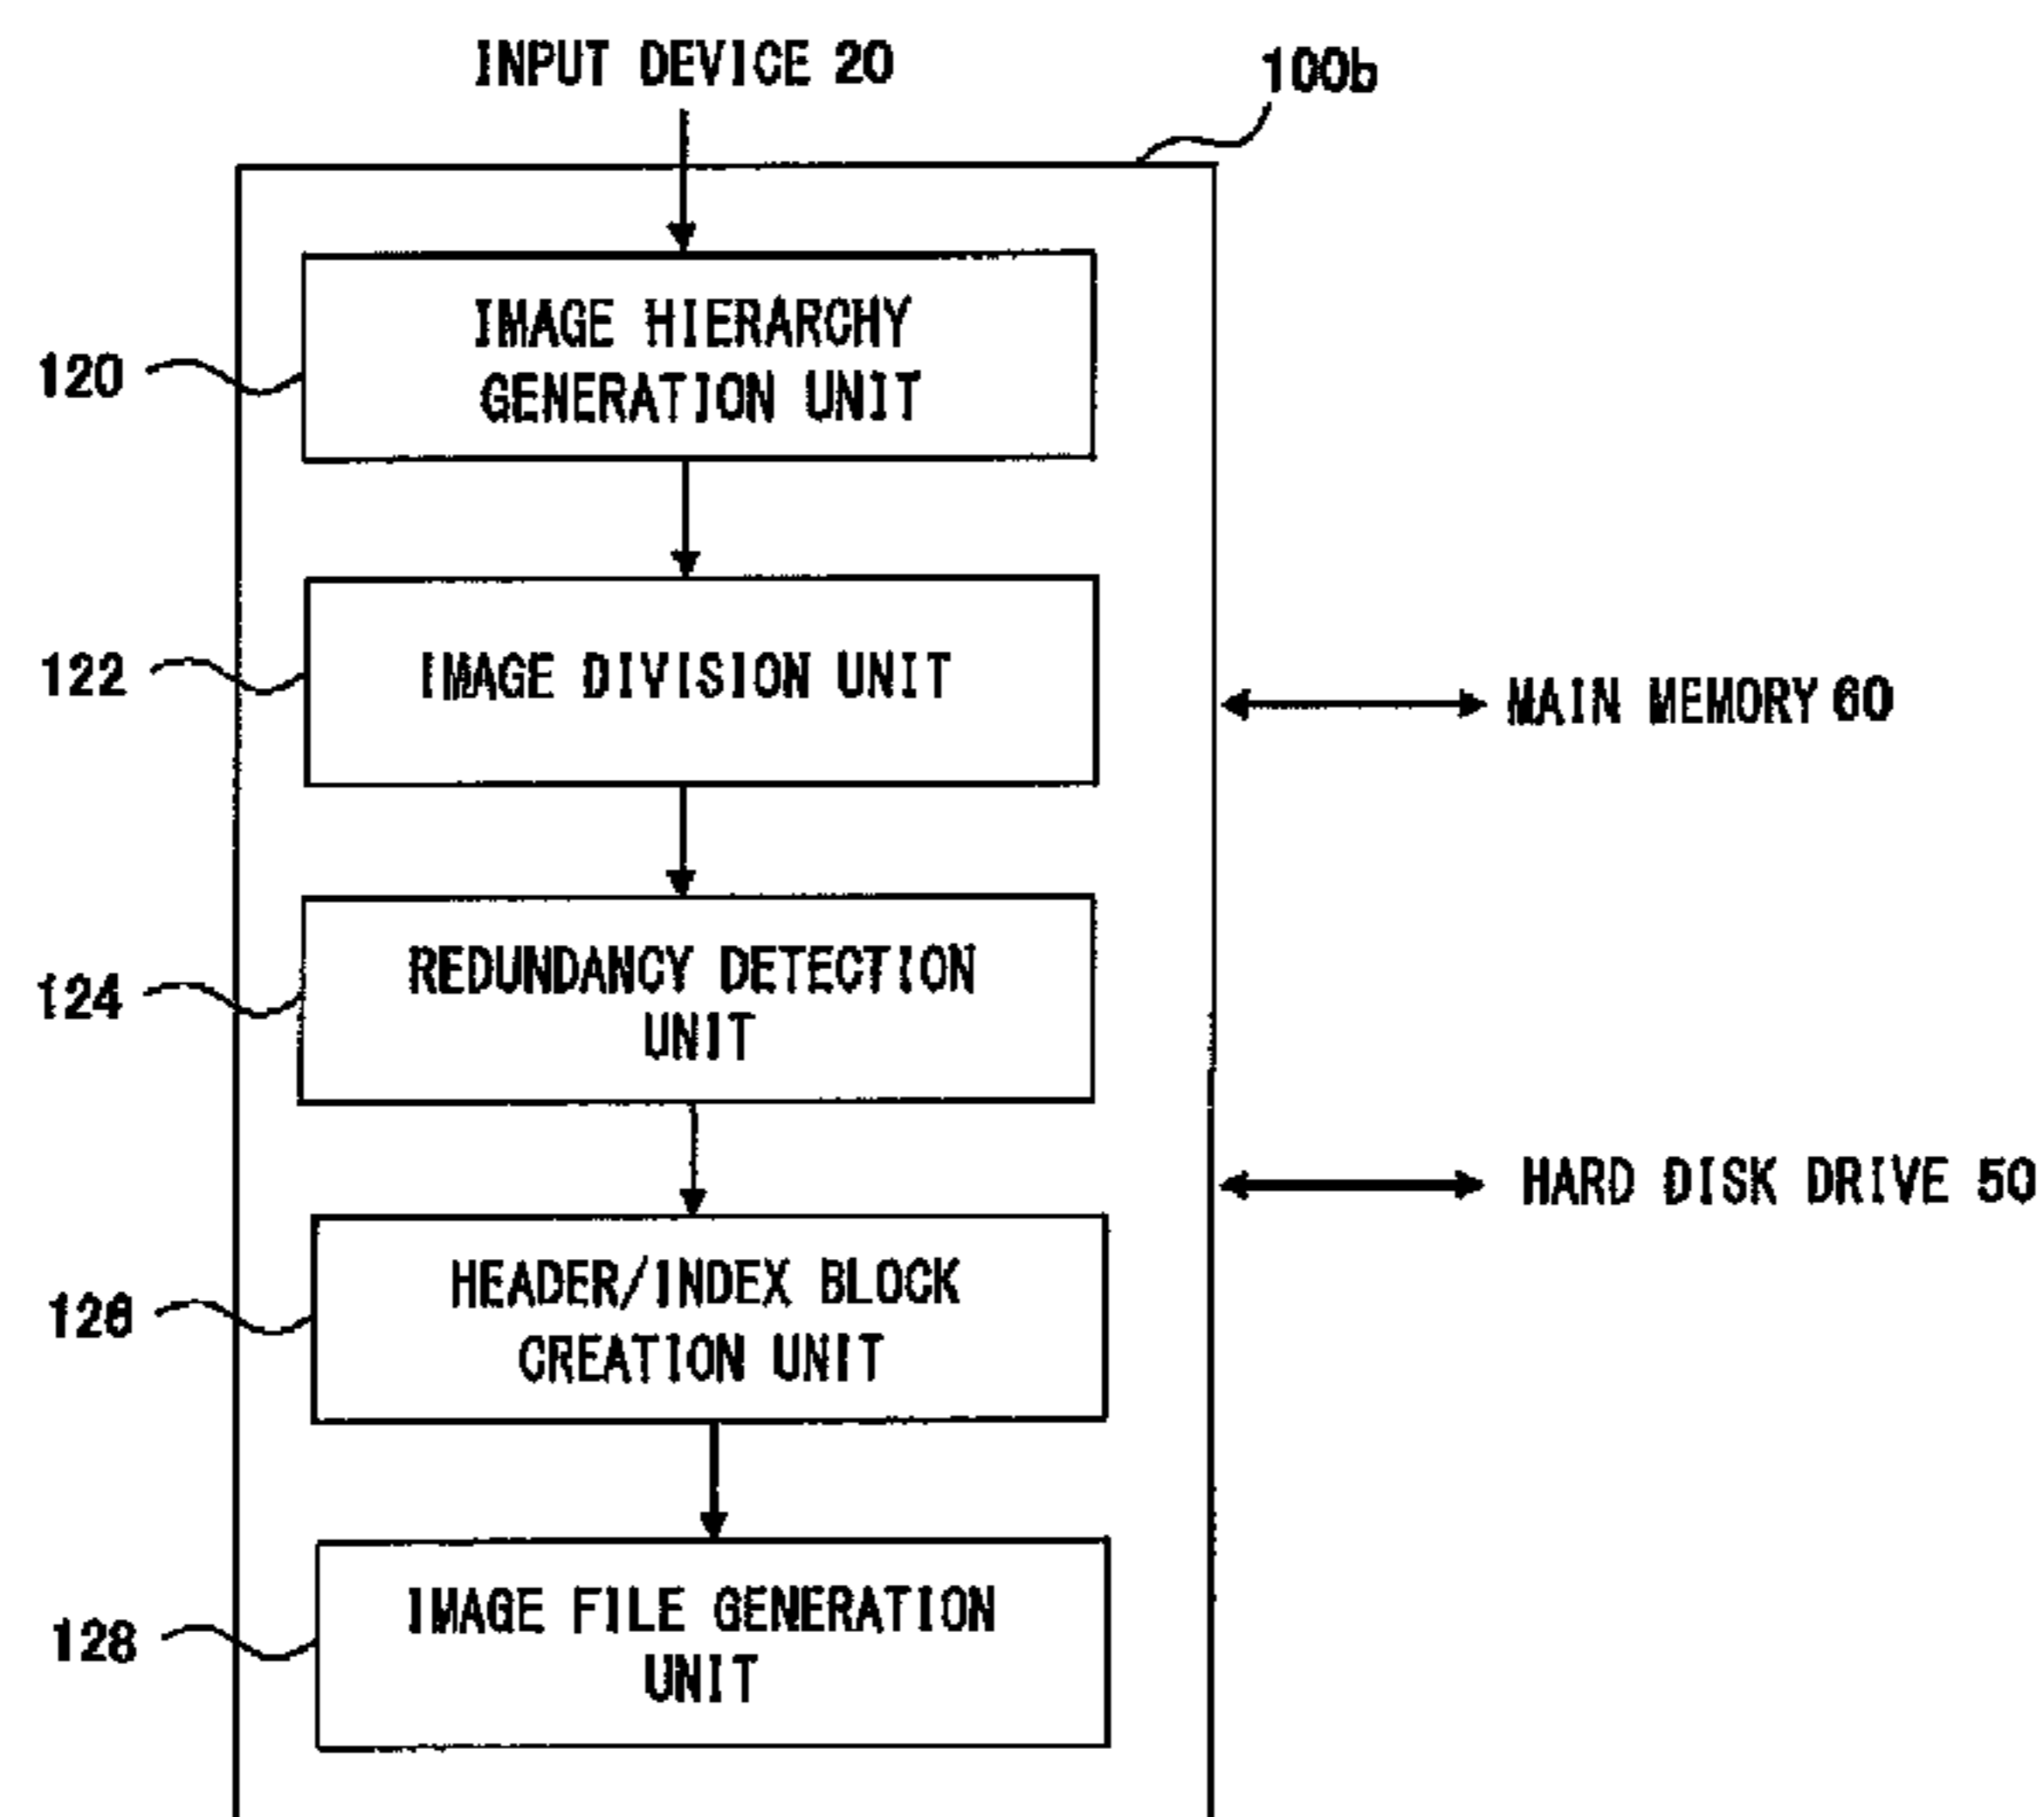 INPUT DEVICE 20
100b
120
IMAGE HIERARCHY
GENERATION UNIT
122
IMAGE DIVISION UNIT
MAIN MEMORY 60
124
REDUNDANCY DETECTION
UNIT
HARD DISK DRIVE 50
126
HEADER/INDEX BLOCK
CREATION UNIT
128
IMAGE FILE GENERATION
UNIT